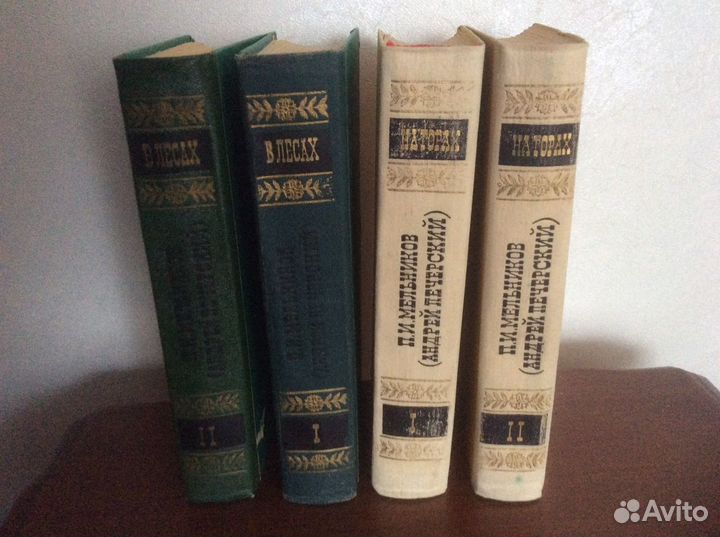 В ЛЕСАХ
II
В ЛЕСАХ
I
НА ГОРАХ
П.И.МЕЛЬНИКОВ
(АНДРЕЙ ПЕЧЕРСКИЙ)
I
НА ГОРАХ
П.И.МЕЛЬНИКОВ
(АНДРЕЙ ПЕЧЕРСКИЙ)
II
Avito